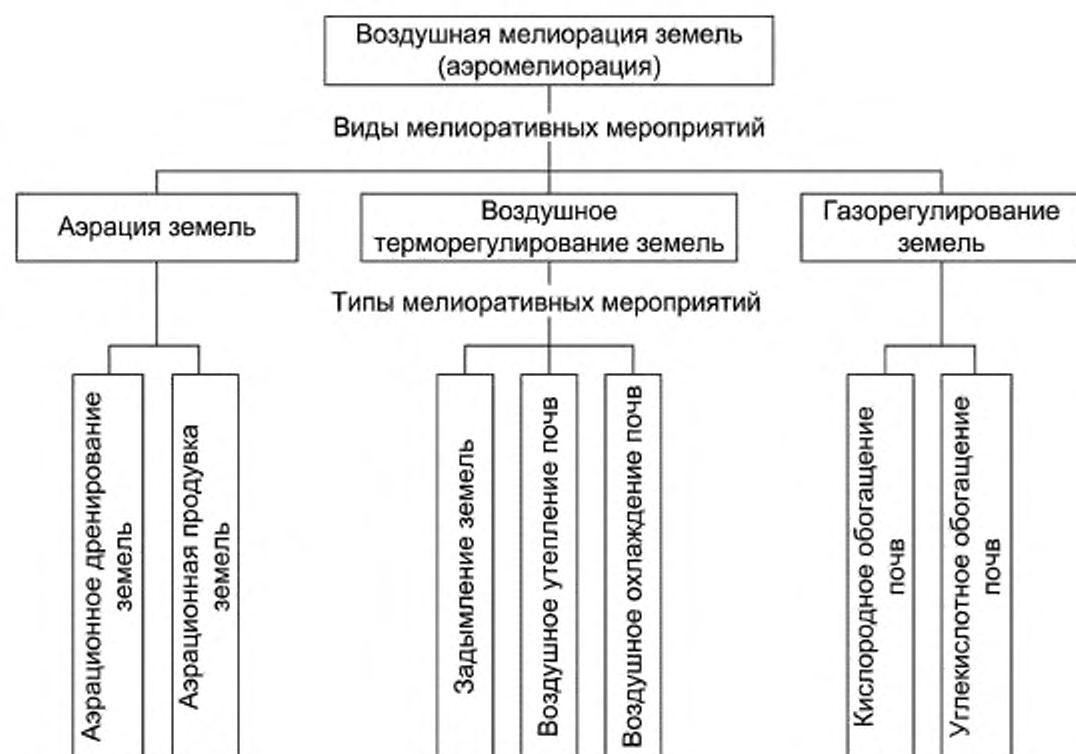 Воздушная мелиорация земель
(аэромелиорация)
Виды мелиоративных мероприятий
Аэрация земель
Воздушное
терморегулирование земель
Газорегулирование
земель
Типы мелиоративных мероприятий
Аэрационное дренирование
земель
Аэрационная продувка
земель
Задымление земель
Воздушное утепление почв
Воздушное охлаждение почв
Кислородное обогащение
почв
Углекислотное обогащение
почв